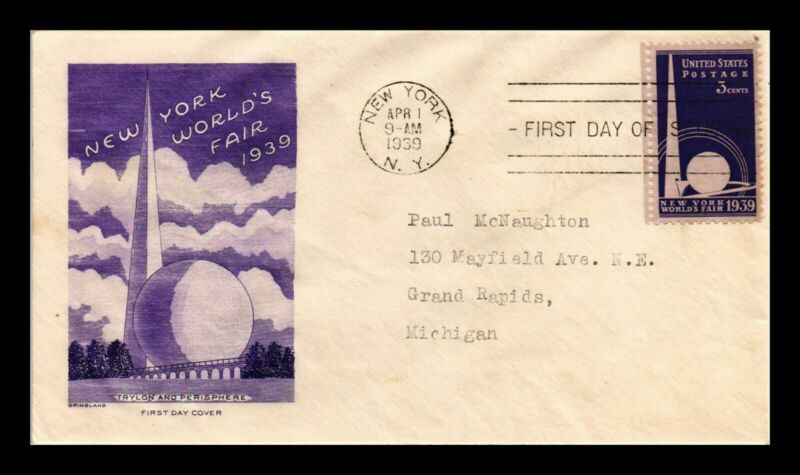 NEW YORK
WORLD'S
FAIR
1939
TRYLON AND PERISPHERE
GRIMSLAND
FIRST DAY COVER
NEW YORK
APR 1
9-AM
1939
N. Y.
- FIRST DAY OF
UNITED STATES
POSTAGE
3 CENTS
NEW YORK
WORLD'S FAIR 1939
Paul McNaughton
130 Mayfield Ave. N.E.
Grand Rapids,
Michigan